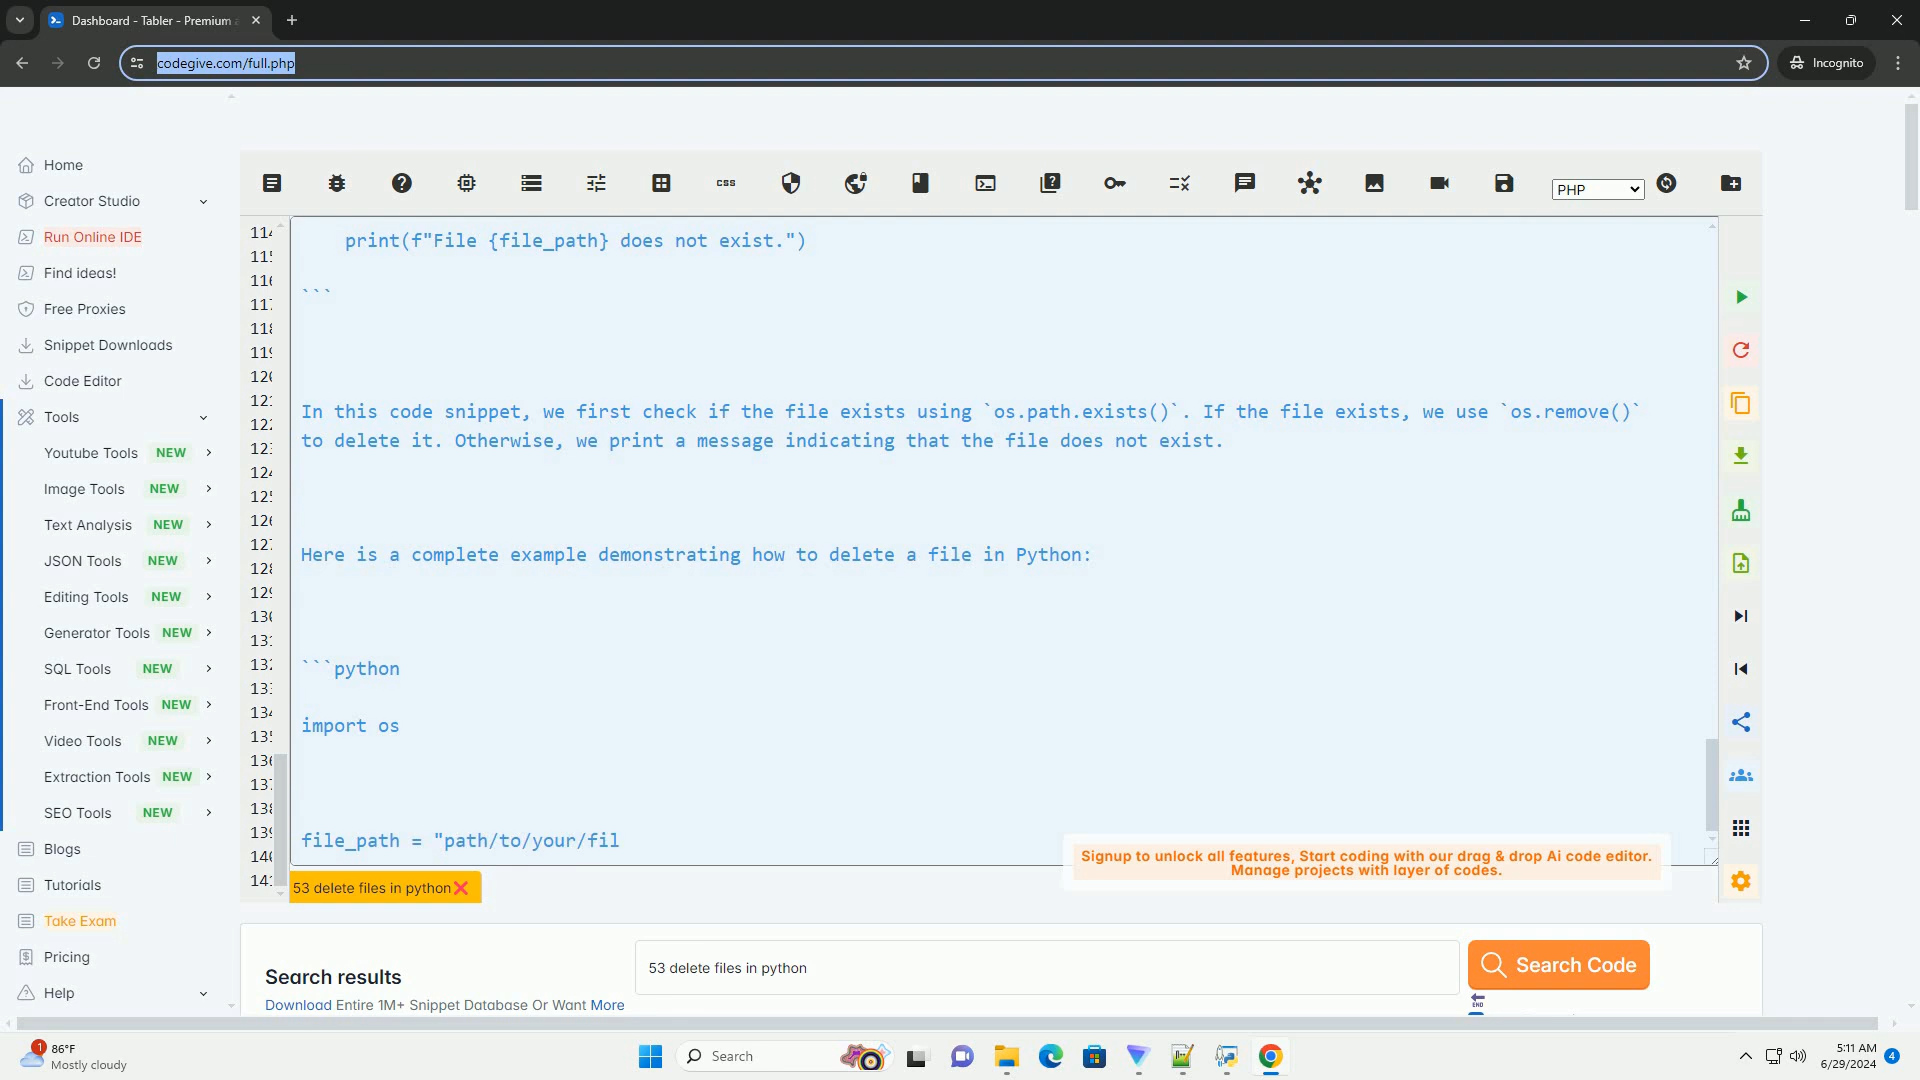 Dashboard - Tabler - Premium
codegive.com/full.php
Incognito
Home
Creator Studio
Run Online IDE
Find ideas!
Free Proxies
Snippet Downloads
Code Editor
Tools
Youtube Tools NEW
Image Tools NEW
Text Analysis NEW
JSON Tools NEW
Editing Tools NEW
Generator Tools NEW
SQL Tools NEW
Front-End Tools NEW
Video Tools NEW
Extraction Tools NEW
SEO Tools NEW
Blogs
Tutorials
Take Exam
Pricing
Help
css
PHP
print(f"File {file_path} does not exist.")
```
In this code snippet, we first check if the file exists using `os.path.exists()`. If the file exists, we use `os.remove()`
to delete it. Otherwise, we print a message indicating that the file does not exist.
Here is a complete example demonstrating how to delete a file in Python:
```python
import os
file_path = "path/to/your/fil
Signup to unlock all features, Start coding with our drag & drop Ai code editor.
Manage projects with layer of codes.
53 delete files in python
Search results
53 delete files in python
Search Code
Download Entire 1M+ Snippet Database Or Want More
END
1
86°F
Mostly cloudy
Search
5:11 AM
6/29/2024
4